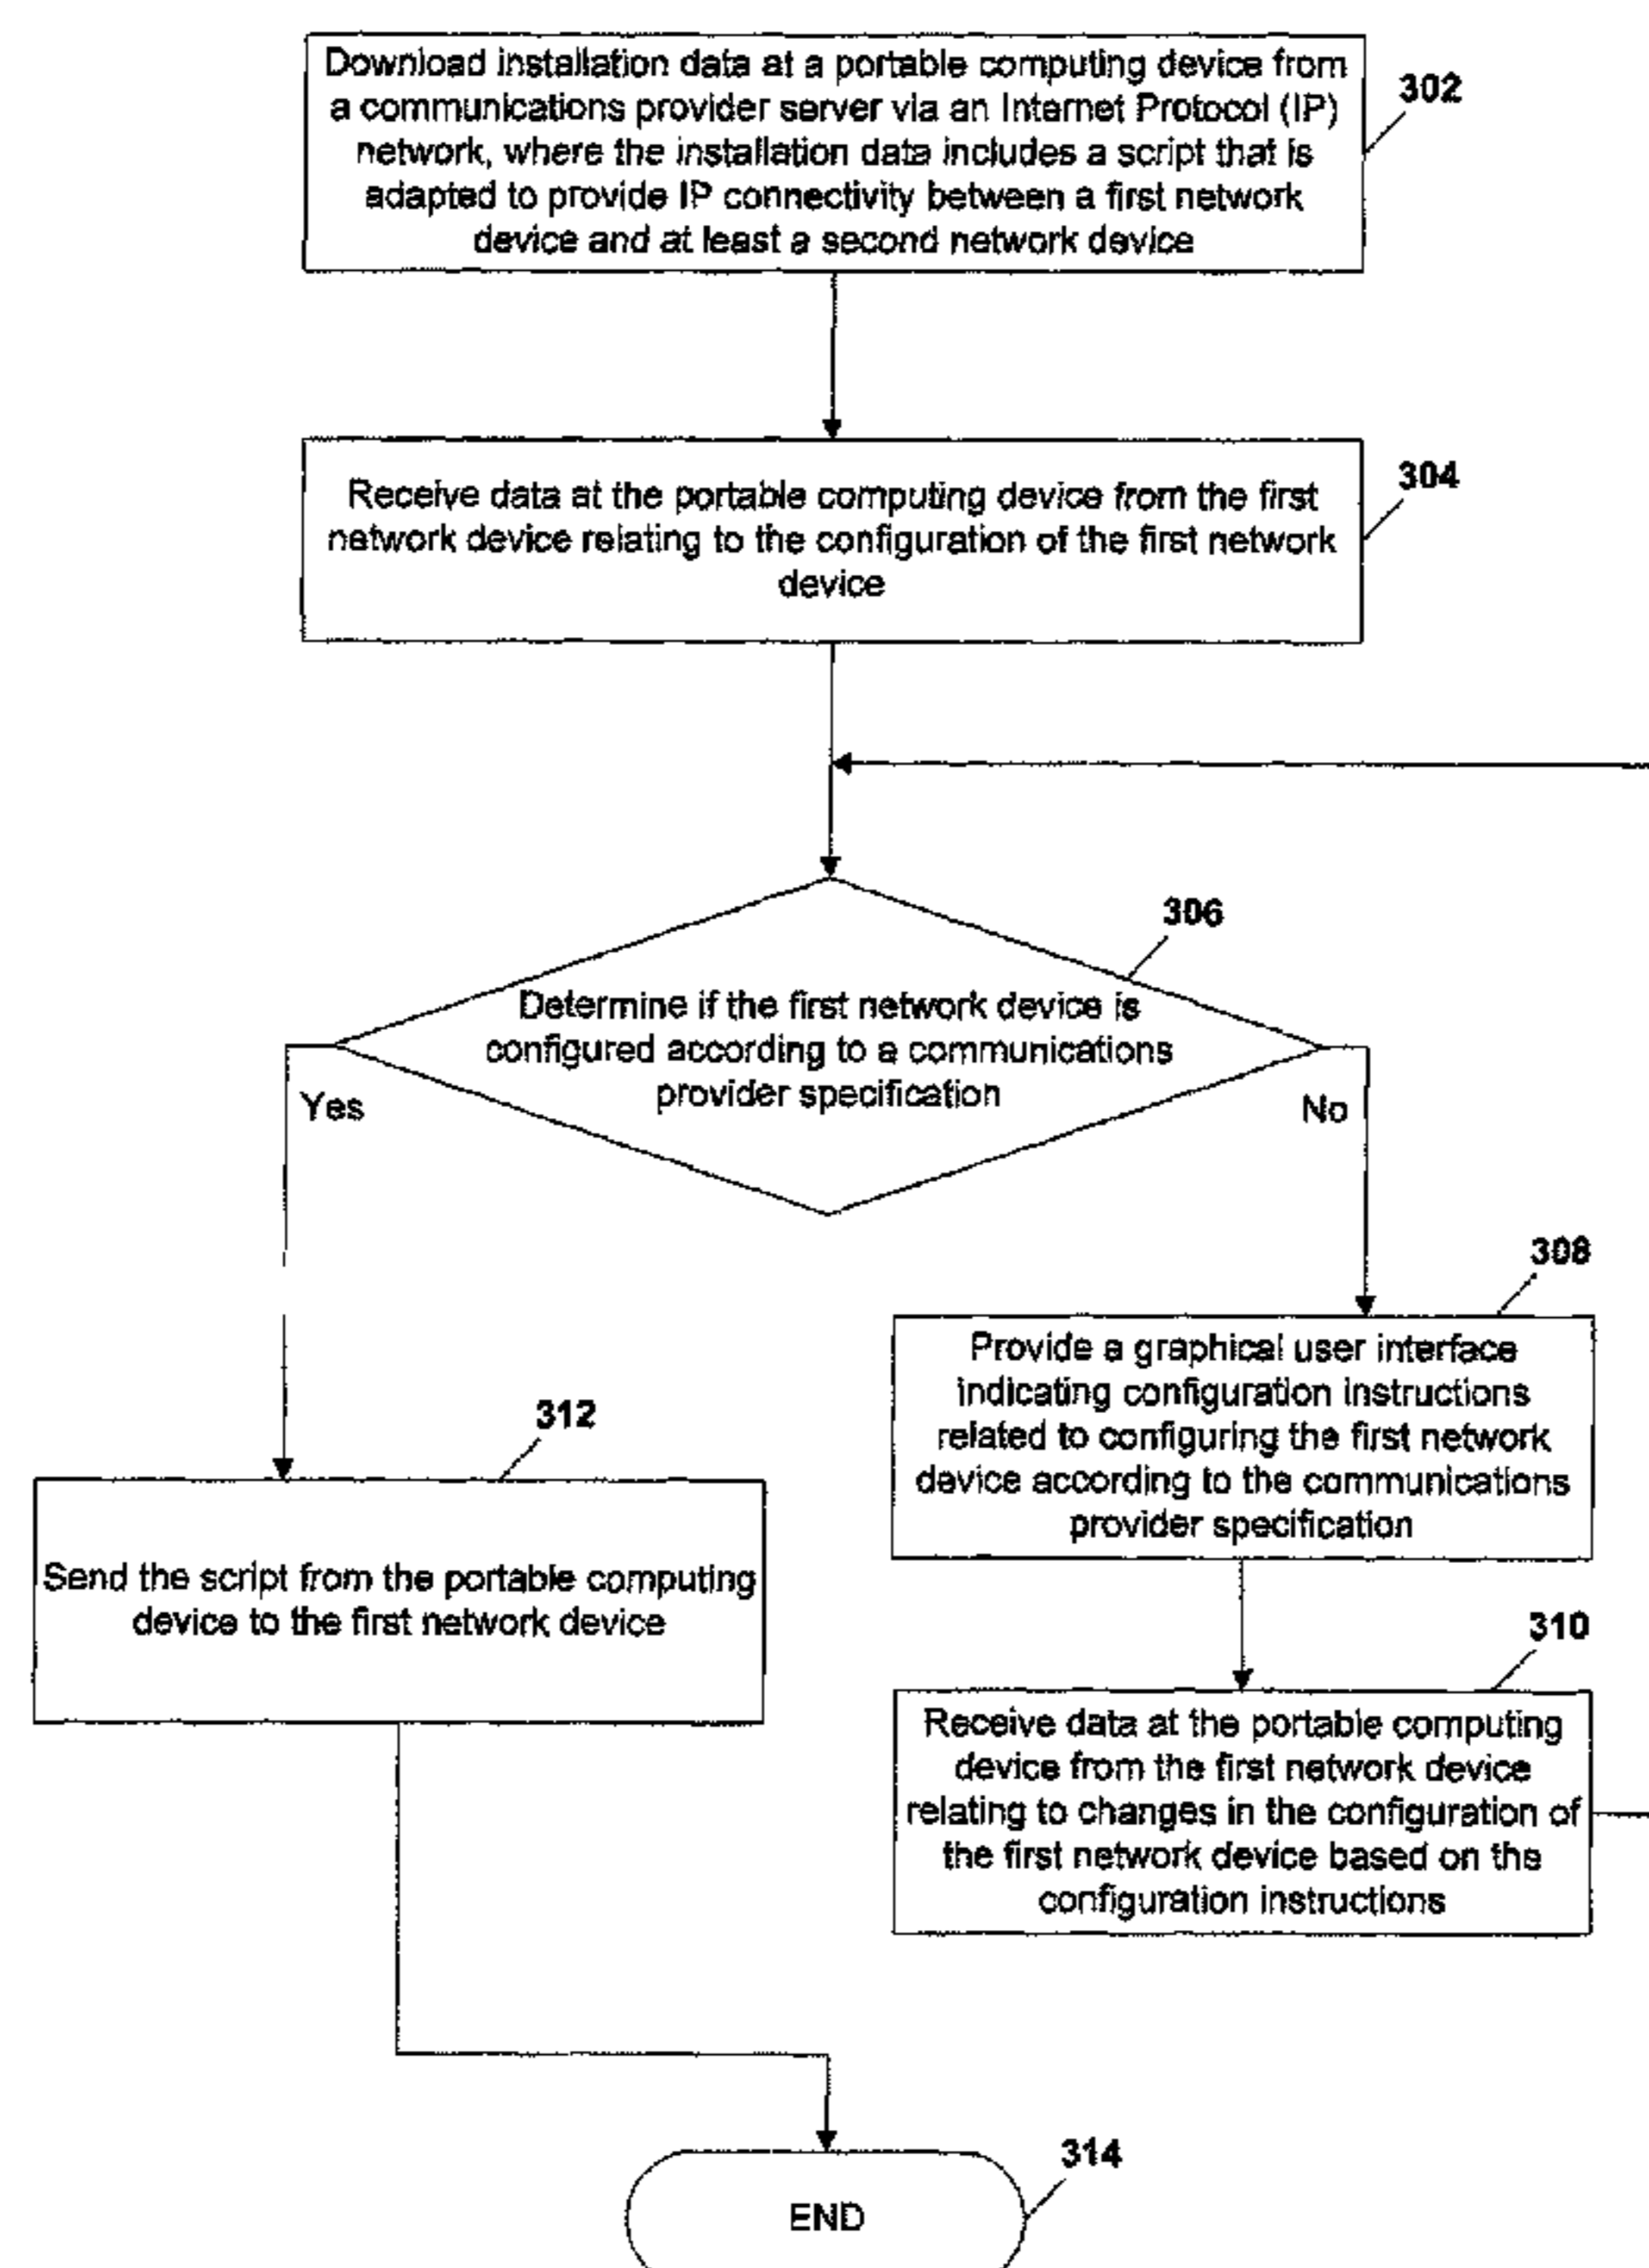 Download installation data at a portable computing device from
a communications provider server via an Internet Protocol (IP)
network, where the installation data includes a script that is
adapted to provide IP connectivity between a first network
device and at least a second network device
302
Receive data at the portable computing device from the first
network device relating to the configuration of the first network
device
304
306
Determine if the first network device is
configured according to a communications
provider specification
Yes
No
308
Provide a graphical user interface
indicating configuration instructions
related to configuring the first network
device according to the communications
provider specification
312
Send the script from the portable computing
device to the first network device
310
Receive data at the portable computing
device from the first network device
relating to changes in the configuration of
the first network device based on the
configuration instructions
314
END